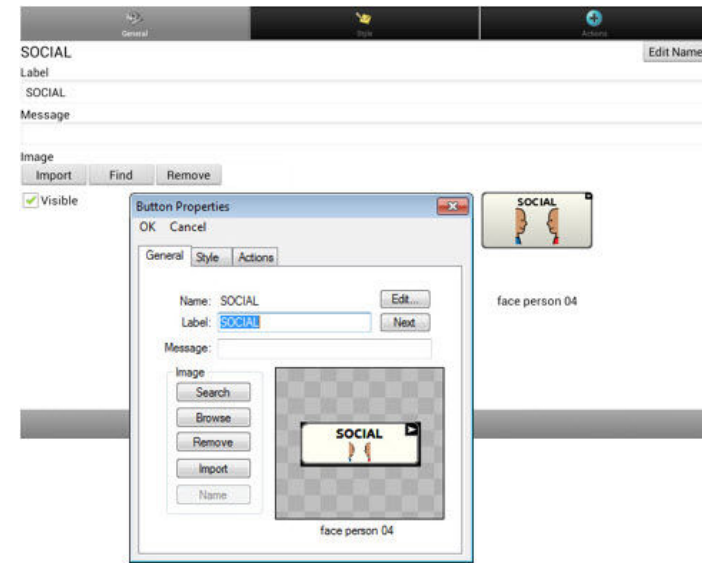 General Style Actions
SOCIAL Edit Name
Label
SOCIAL
Message
Image
Import Find Remove
Visible
SOCIAL
face person 04
Button Properties
OK Cancel
General Style Actions
Name: SOCIAL Edit...
Label: SOCIAL Next
Message:
Image
Search
Browse
Remove
Import
Name
SOCIAL
face person 04